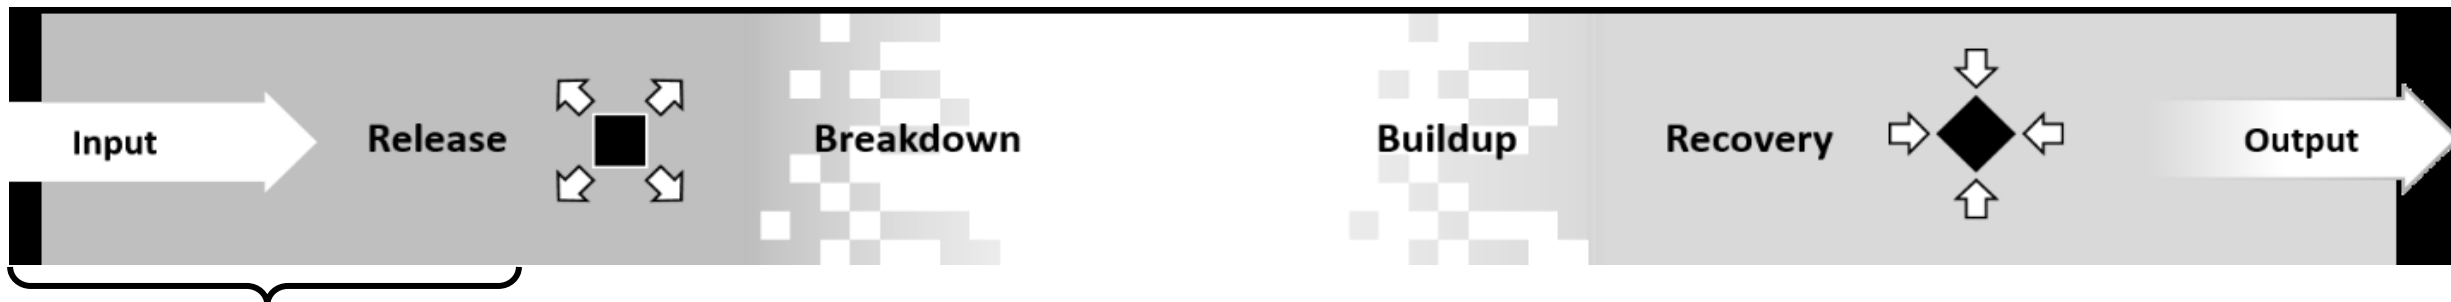 Input
Release
Breakdown
Buildup
Recovery
Output